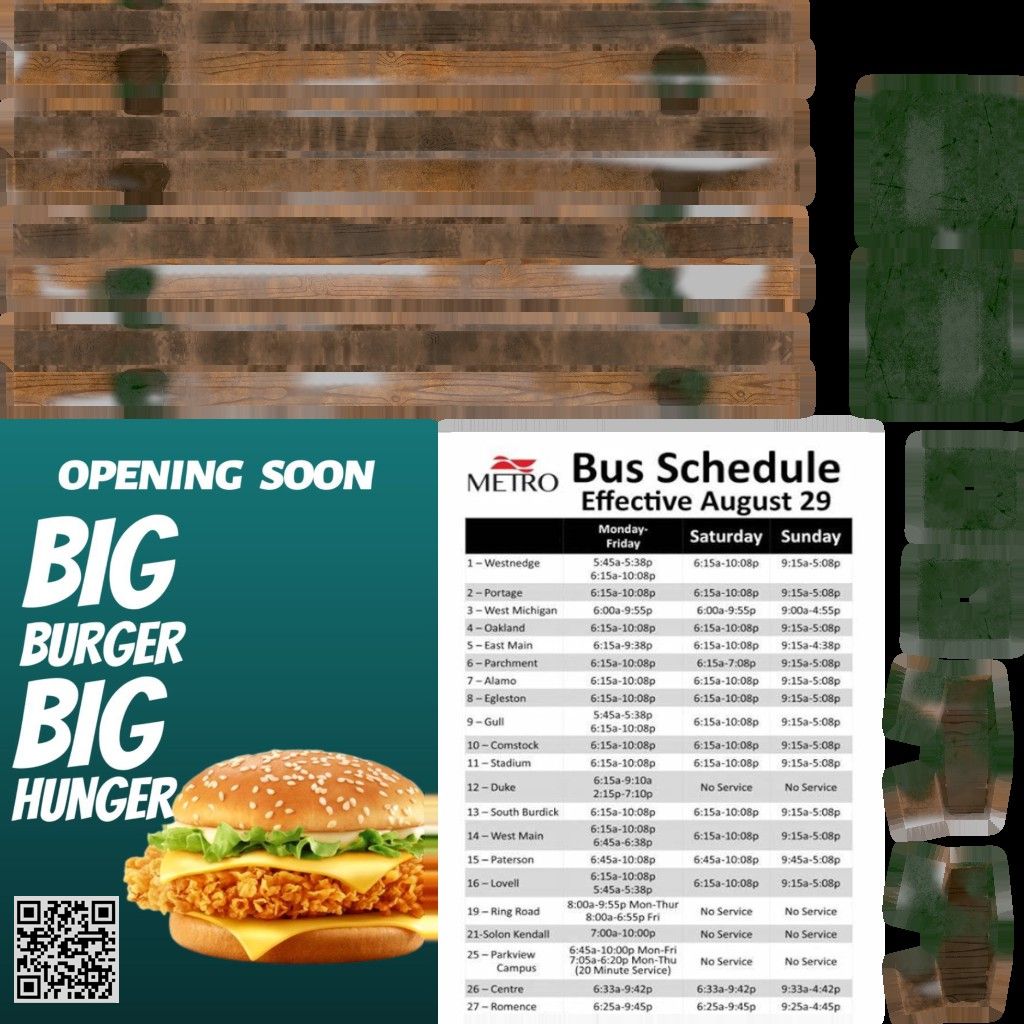 OPENING SOON
BIG
BURGER
BIG
HUNGER
METRO
Bus Schedule
Effective August 29
Monday-
Friday
Saturday
Sunday
1 – Westnedge 5:45a-5:38p 6:15a-10:08p 9:15a-5:08p
6:15a-10:08p
2 – Portage 6:15a-10:08p 6:15a-10:08p 9:15a-5:08p
3 – West Michigan 6:00a-9:55p 6:00a-9:55p 9:00a-4:55p
4 – Oakland 6:15a-10:08p 6:15a-10:08p 9:15a-5:08p
5 – East Main 6:15a-9:38p 6:15a-10:08p 9:15a-4:38p
6 – Parchment 6:15a-10:08p 6:15a-7:08p 9:15a-5:08p
7 – Alamo 6:15a-10:08p 6:15a-10:08p 9:15a-5:08p
8 – Egleston 6:15a-10:08p 6:15a-10:08p 9:15a-5:08p
9 – Gull 5:45a-5:38p 6:15a-10:08p 9:15a-5:08p
6:15a-10:08p
10 – Comstock 6:15a-10:08p 6:15a-10:08p 9:15a-5:08p
11 – Stadium 6:15a-10:08p 6:15a-10:08p 9:15a-5:08p
12 – Duke 6:15a-9:10a No Service No Service
2:15p-7:10p
13 – South Burdick 6:15a-10:08p 6:15a-10:08p 9:15a-5:08p
14 – West Main 6:15a-10:08p 6:15a-10:08p 9:15a-5:08p
6:45a-6:38p
15 – Paterson 6:45a-10:08p 6:45a-10:08p 9:45a-5:08p
16 – Lovell 6:15a-10:08p 6:15a-10:08p 9:15a-5:08p
5:45a-5:38p
19 – Ring Road 8:00a-9:55p Mon-Thur No Service No Service
8:00a-6:55p Fri
21-Solon Kendall 7:00a-10:00p No Service No Service
25 – Parkview Campus 6:45a-10:00p Mon-Fri No Service No Service
7:05a-6:20p Mon-Thu
(20 Minute Service)
26 – Centre 6:33a-9:42p 6:33a-9:42p 9:33a-4:42p
27 – Romence 6:25a-9:45p 6:25a-9:45p 9:25a-4:45p